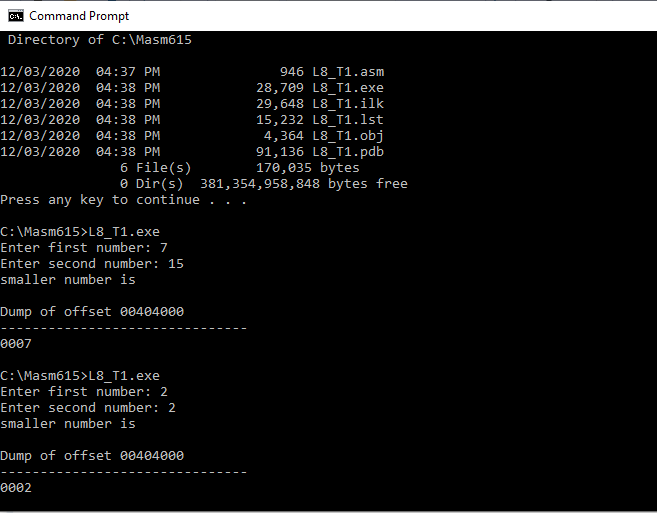 Command Prompt
Directory of C:\Masm615
12/03/2020  04:37 PM               946 L8_T1.asm
12/03/2020  04:38 PM            28,709 L8_T1.exe
12/03/2020  04:38 PM            29,648 L8_T1.ilk
12/03/2020  04:38 PM            15,232 L8_T1.lst
12/03/2020  04:38 PM             4,364 L8_T1.obj
12/03/2020  04:38 PM            91,136 L8_T1.pdb
               6 File(s)        170,035 bytes
               0 Dir(s)  381,354,958,848 bytes free
Press any key to continue . . .
C:\Masm615>L8_T1.exe
Enter first number: 7
Enter second number: 15
smaller number is
Dump of offset 00404000
-------------------------------
0007
C:\Masm615>L8_T1.exe
Enter first number: 2
Enter second number: 2
smaller number is
Dump of offset 00404000
-------------------------------
0002